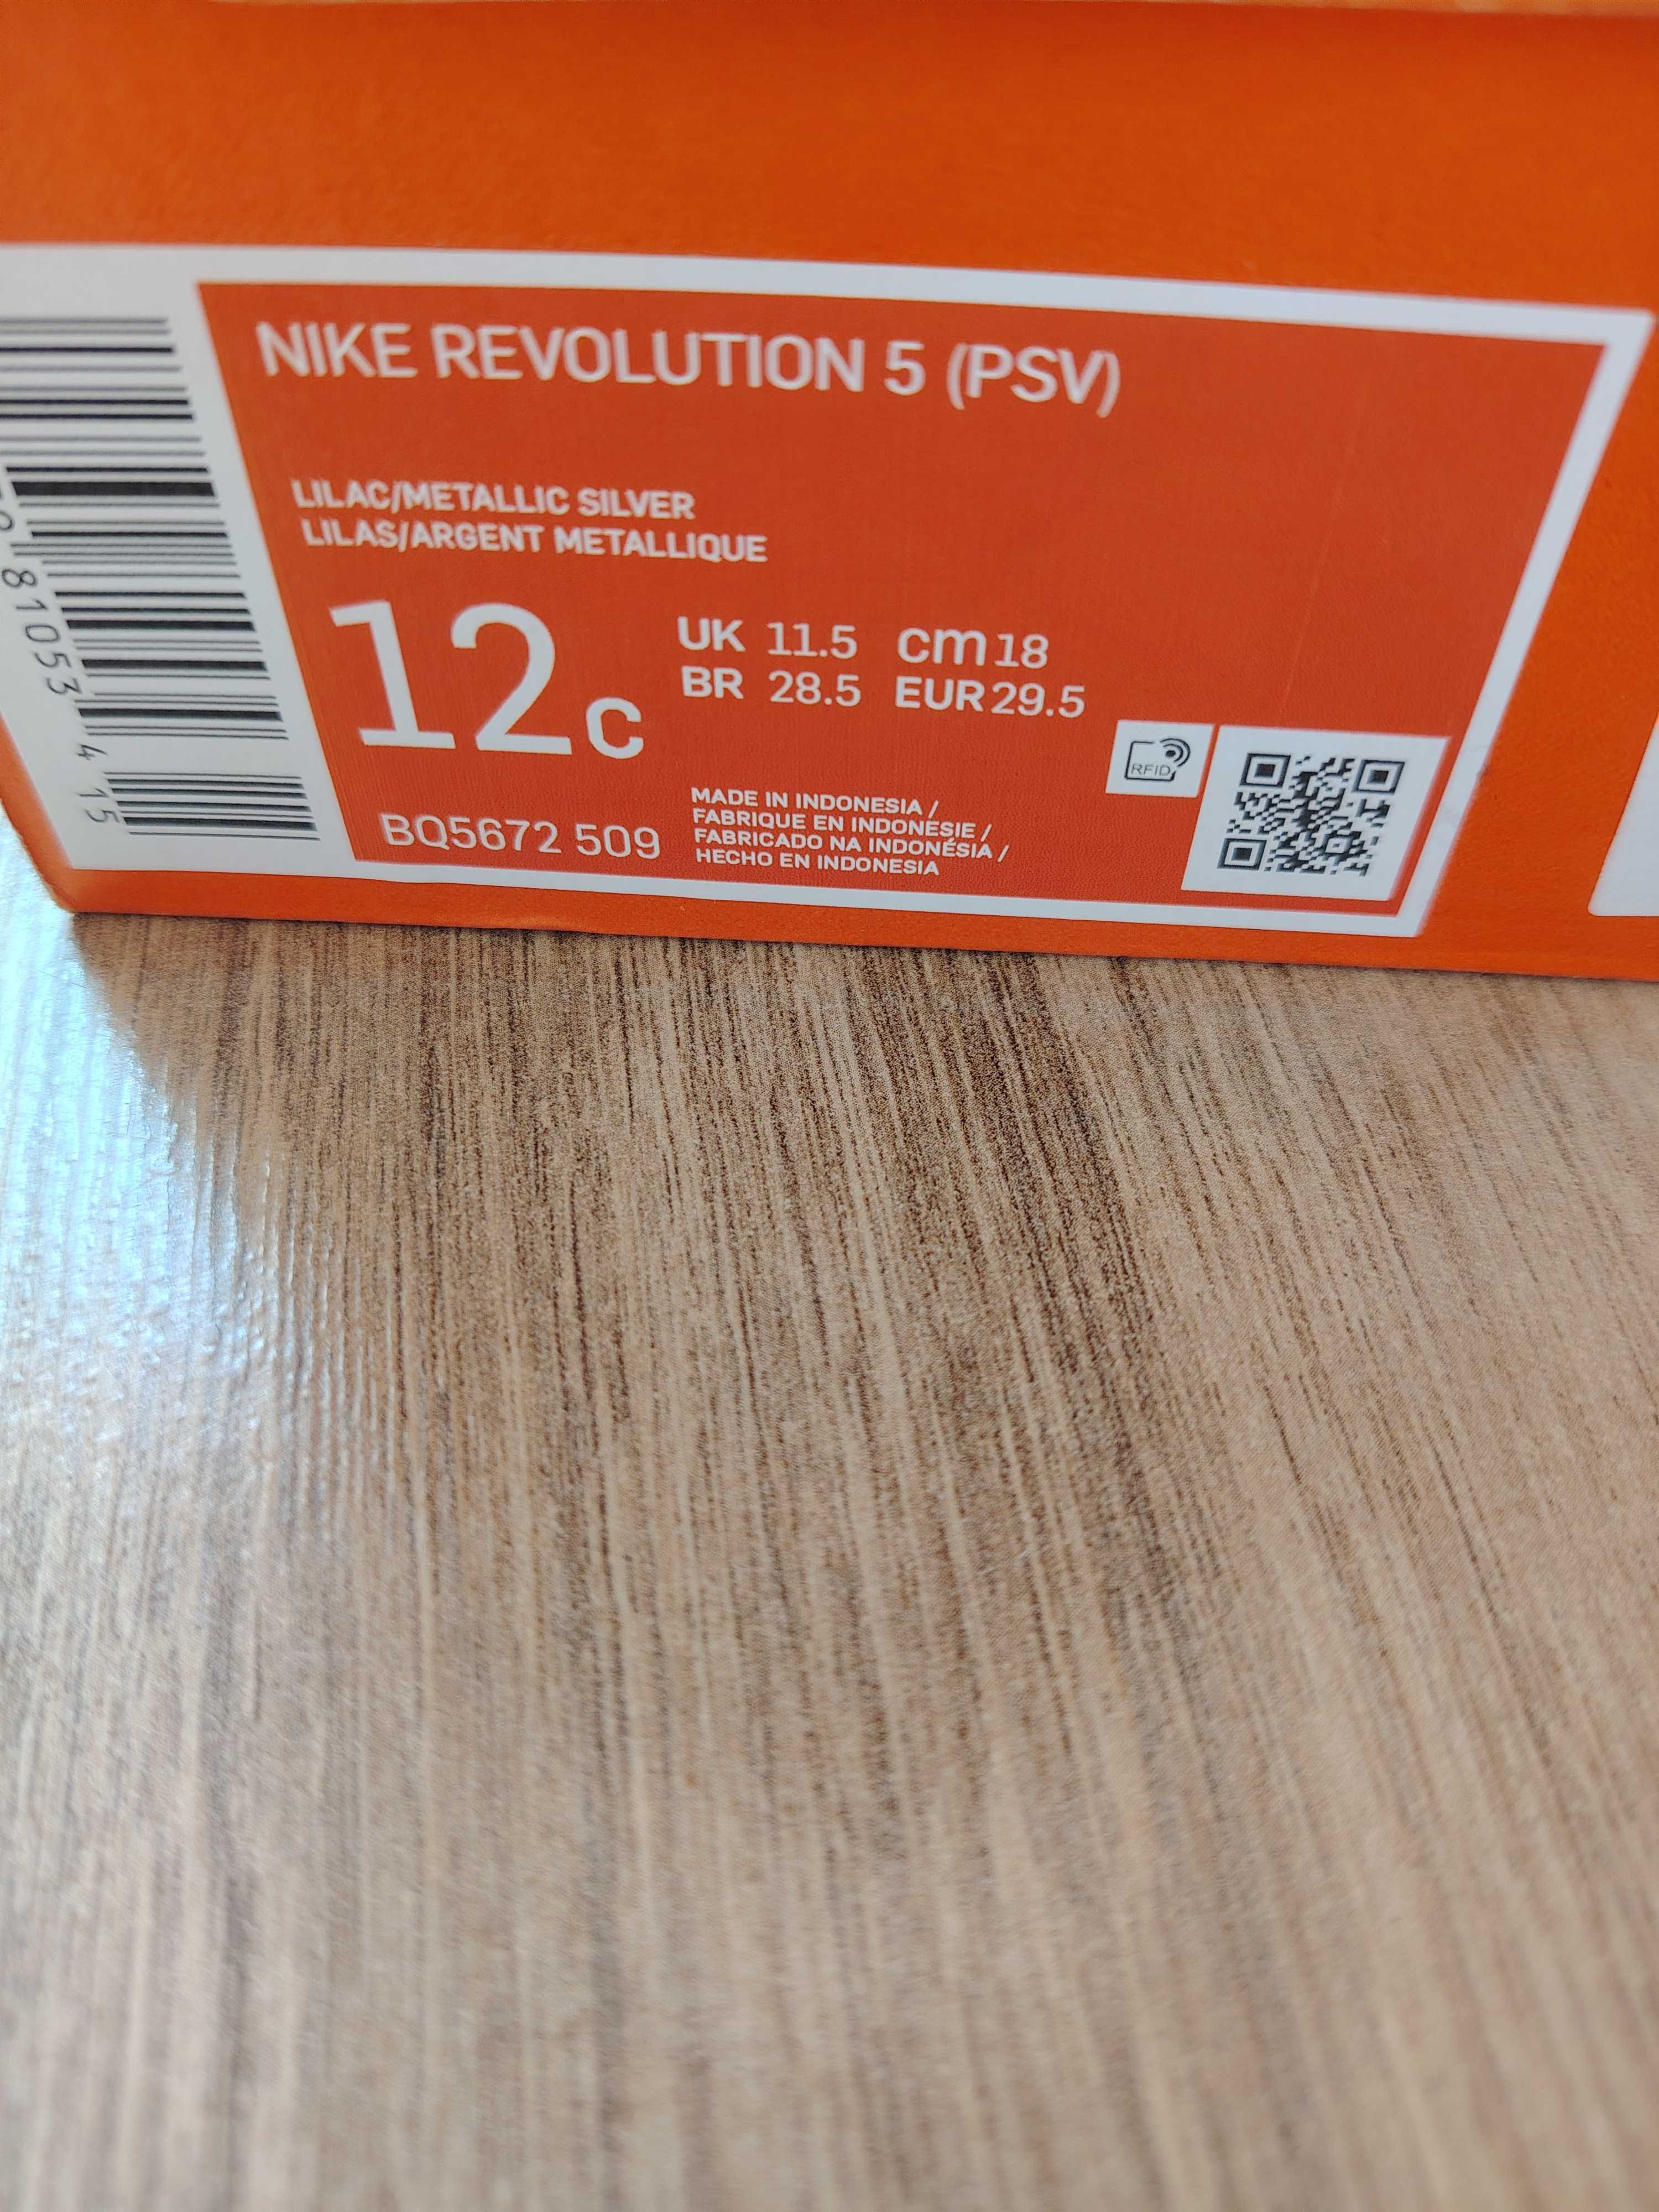 NIKE REVOLUTION 5 (PSV)
LILAC/METALLIC SILVER
LILAS/ARGENT METALLIQUE
12c
UK 11.5 cm 18
BR 28.5 EUR 29.5
BQ5672 509
MADE IN INDONESIA /
FABRIQUE EN INDONESIE /
FABRICADO NA INDONÉSIA /
HECHO EN INDONESIA
RFID
81053 4 15